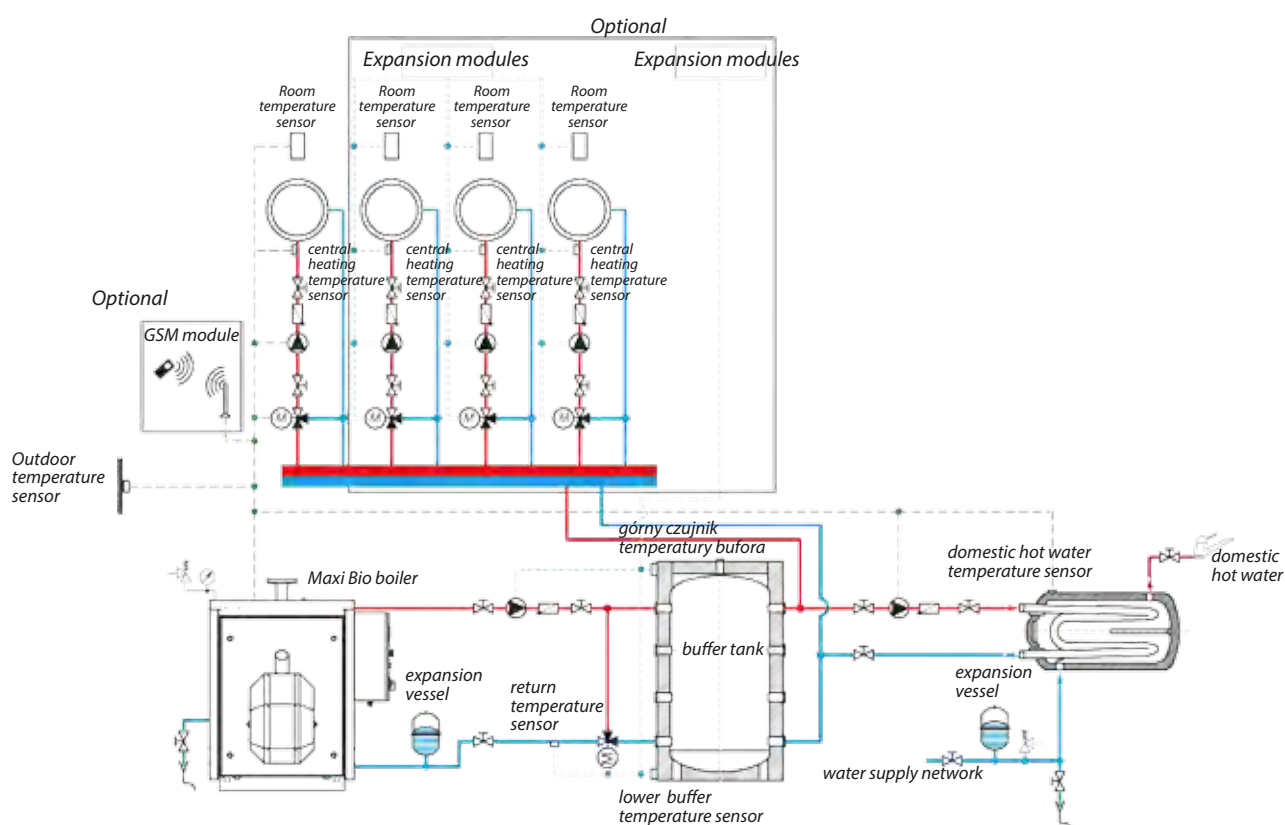 Optional
Expansion modules
Expansion modules
Room
temperature
sensor
Room
temperature
sensor
Room
temperature
sensor
Room
temperature
sensor
central
heating
temperature
sensor
central
heating
temperature
sensor
central
heating
temperature
sensor
central
heating
temperature
sensor
Optional
GSM module
M
M
M
M
Outdoor
temperature
sensor
górny czujnik
temperatury bufora
domestic hot water
temperature sensor
domestic
hot water
Maxi Bio boiler
buffer tank
expansion
vessel
return
temperature
sensor
expansion
vessel
M
water supply network
lower buffer
temperature sensor